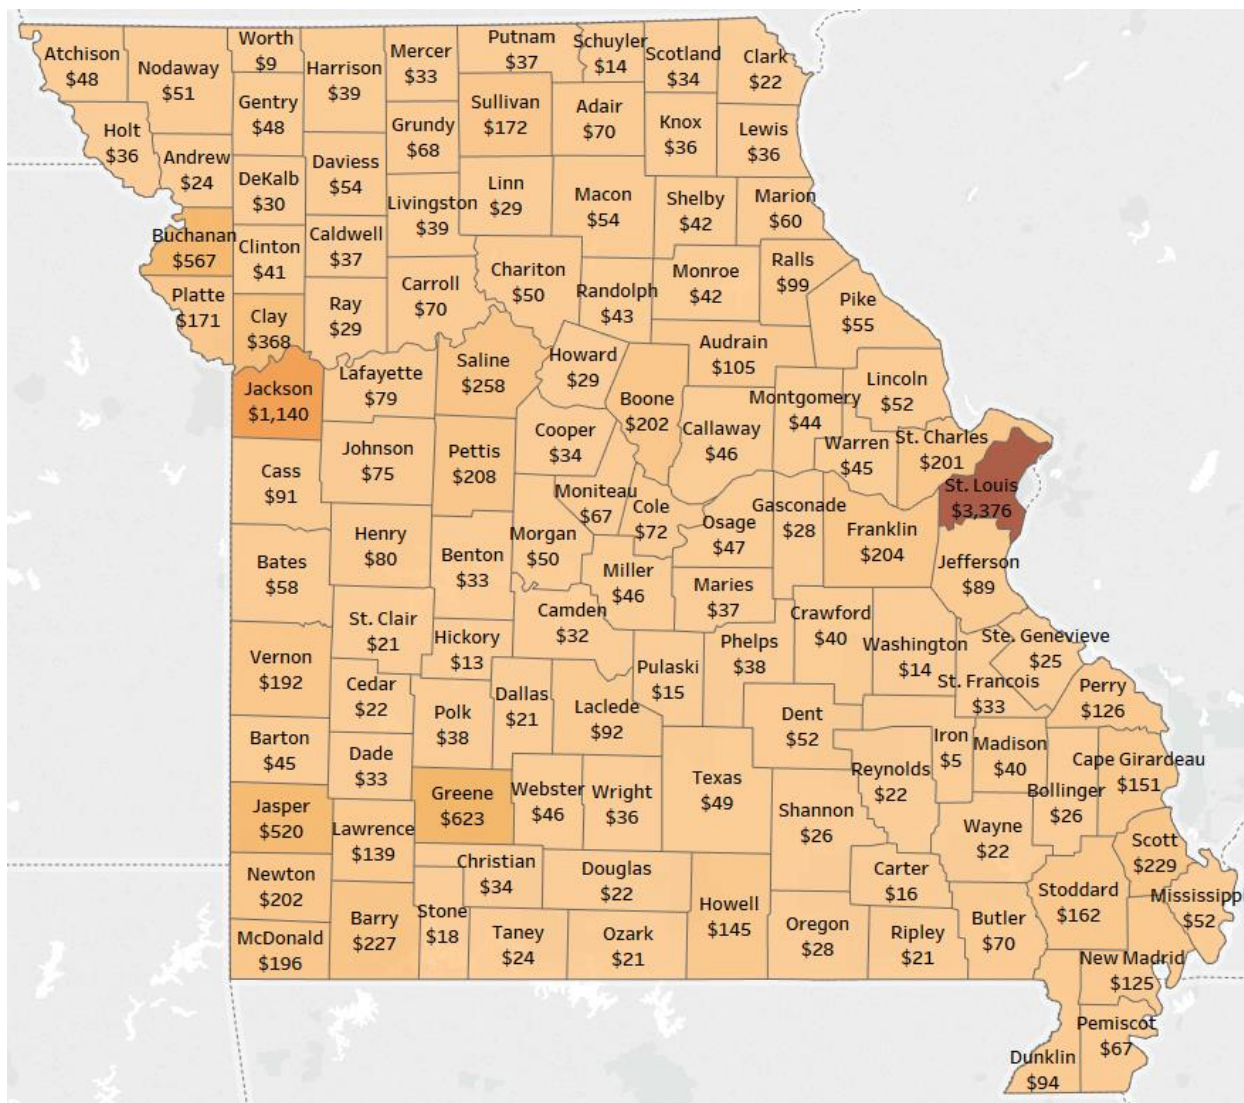 Atchison
$48
Nodaway
$51
Worth
$9
Harrison
$39
Mercer
$33
Putnam
$37
Schuyler
$14
Scotland
$34
Clark
$22
Holt
$36
Andrew
$24
Gentry
$48
DeKalb
$30
Daviess
$54
Grundy
$68
Sullivan
$172
Adair
$70
Knox
$36
Lewis
$36
Buchanan
$567
Clinton
$41
Caldwell
$37
Livingston
$39
Linn
$29
Macon
$54
Shelby
$42
Marion
$60
Platte
$171
Clay
$368
Ray
$29
Carroll
$70
Chariton
$50
Randolph
$43
Monroe
$42
Ralls
$99
Pike
$55
Jackson
$1,140
Lafayette
$79
Saline
$258
Howard
$29
Boone
$202
Audrain
$105
Callaway
$46
Montgomery
$44
Lincoln
$52
Warren
$45
St. Charles
$201
St. Louis
$3,376
Cass
$91
Johnson
$75
Pettis
$208
Cooper
$34
Moniteau
$67
Cole
$72
Osage
$47
Gasconade
$28
Franklin
$204
Jefferson
$89
Bates
$58
Henry
$80
Benton
$33
Morgan
$50
Miller
$46
Maries
$37
Camden
$32
St. Clair
$21
Hickory
$13
Pulaski
$15
Phelps
$38
Crawford
$40
Washington
$14
Ste. Genevieve
$25
St. Francois
$33
Perry
$126
Vernon
$192
Cedar
$22
Polk
$38
Dallas
$21
Laclede
$92
Dent
$52
Iron
$5
Madison
$40
Cape Girardeau
$151
Bollinger
$26
Barton
$45
Dade
$33
Greene
$623
Webster
$46
Wright
$36
Texas
$49
Shannon
$26
Reynolds
$22
Wayne
$22
Scott
$229
Jasper
$520
Lawrence
$139
Christian
$34
Douglas
$22
Howell
$145
Carter
$16
Stoddard
$162
Mississippi
$52
Newton
$202
McDonald
$196
Barry
$227
Stone
$18
Taney
$24
Ozark
$21
Oregon
$28
Ripley
$21
Butler
$70
New Madrid
$125
Pemiscot
$67
Dunklin
$94